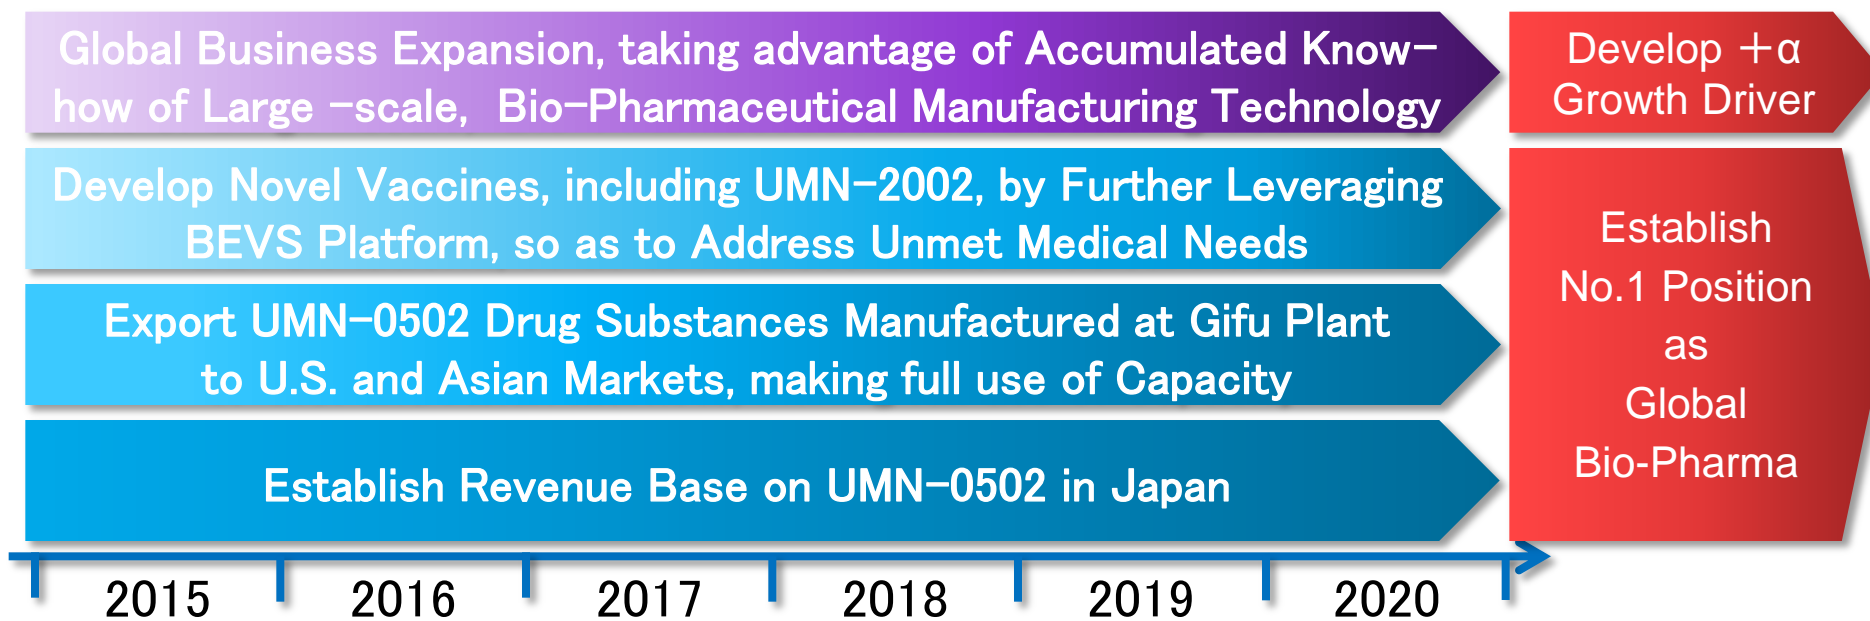 Global Business Expansion, taking advantage of Accumulated Know-
how of Large -scale, Bio-Pharmaceutical Manufacturing Technology
Develop +α
Growth Driver
Develop Novel Vaccines, including UMN-2002, by Further Leveraging
BEVS Platform, so as to Address Unmet Medical Needs
Export UMN-0502 Drug Substances Manufactured at Gifu Plant
to U.S. and Asian Markets, making full use of Capacity
Establish Revenue Base on UMN-0502 in Japan
Establish
No.1 Position
as
Global
Bio-Pharma
2015 2016 2017 2018 2019 2020